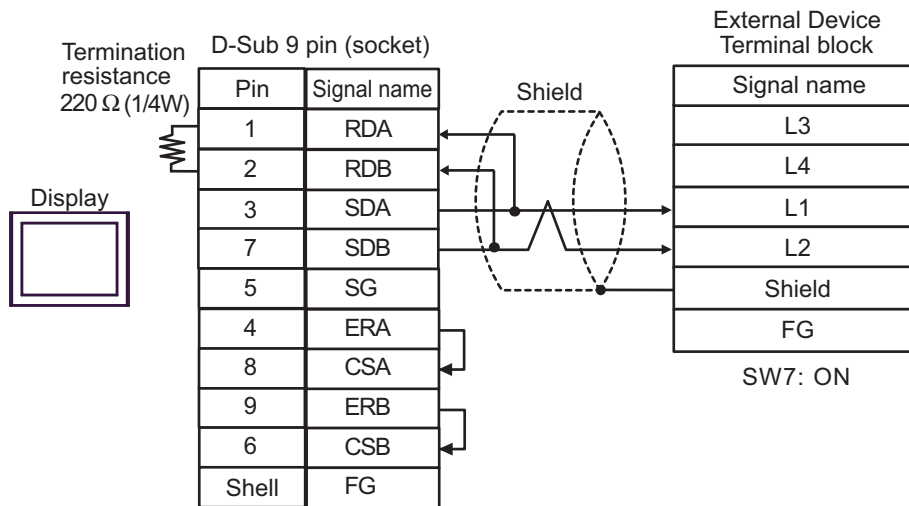 Termination
resistance
220 Ω (1/4W)
D-Sub 9 pin (socket)
Pin Signal name
1 RDA
2 RDB
3 SDA
7 SDB
5 SG
4 ERA
8 CSA
9 ERB
6 CSB
Shell FG
Display
Shield
External Device
Terminal block
Signal name
L3
L4
L1
L2
Shield
FG
SW7: ON